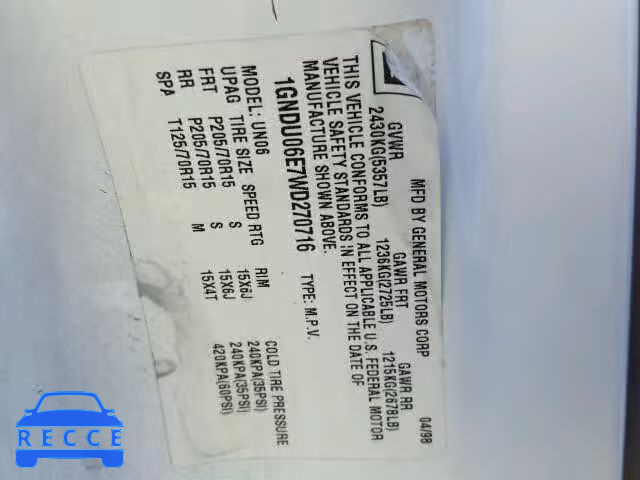 MFD BY GENERAL MOTORS CORP 04/98
GVWR GAWR FRT GAWR RR
2430KG(5357LB) 1236KG(2725LB) 1215KG(2678LB)
THIS VEHICLE CONFORMS TO ALL APPLICABLE U.S. FEDERAL MOTOR
VEHICLE SAFETY STANDARDS IN EFFECT ON THE DATE OF
MANUFACTURE SHOWN ABOVE.
1GNDU06E7WD270716 TYPE: M.P.V.
MODEL: UN06
UPAG TIRE SIZE SPEED RTG RIM COLD TIRE PRESSURE
FRT P205/70R15 S 15X6J 240KPA(35PSI)
RR P205/70R15 S 15X6J 240KPA(35PSI)
SPA T125/70R15 M 15X4T 420KPA(60PSI)
RECCE